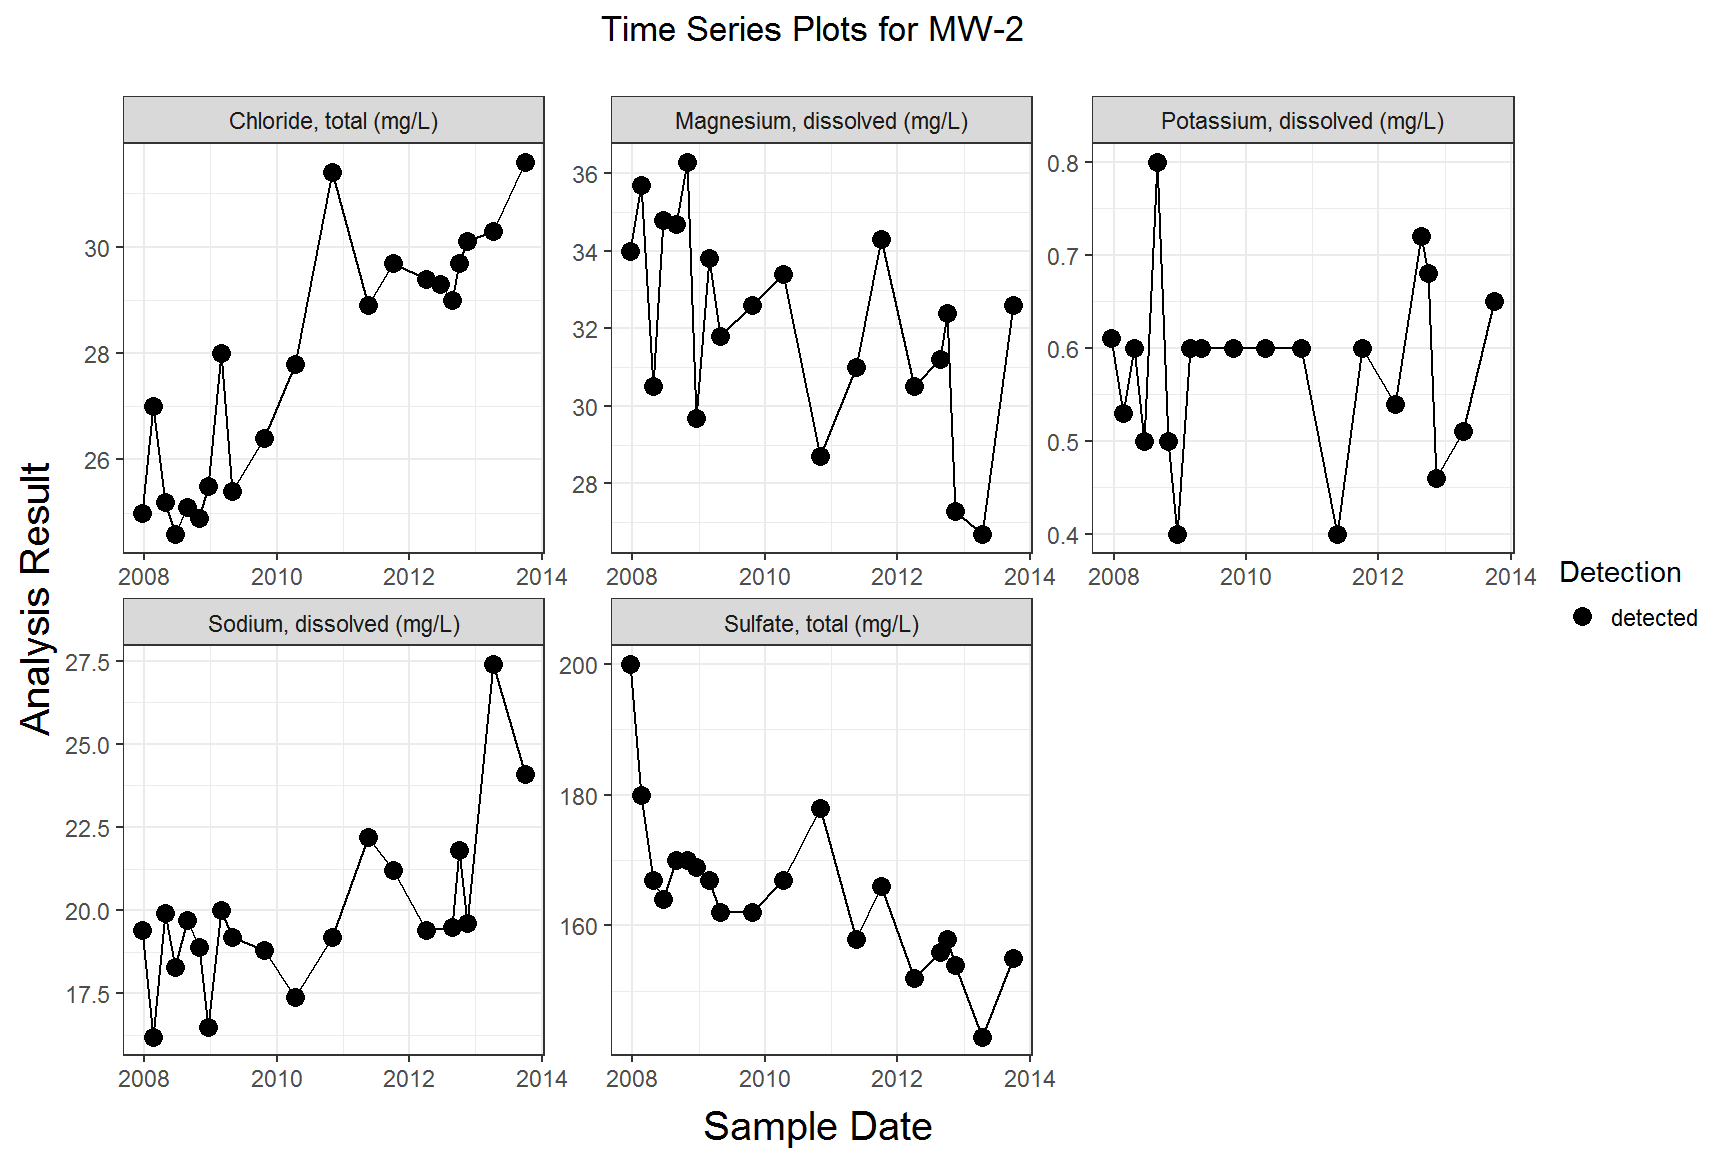 Time Series Plots for MW-2
Chloride, total (mg/L)
Magnesium, dissolved (mg/L)
Potassium, dissolved (mg/L)
30
28
26
2008 2010 2012 2014
36
34
32
30
28
2008 2010 2012 2014
0.8
0.7
0.6
0.5
0.4
2008 2010 2012 2014
Analysis Result
Sodium, dissolved (mg/L)
Sulfate, total (mg/L)
27.5
25.0
22.5
20.0
17.5
2008 2010 2012 2014
200
180
160
2008 2010 2012 2014
Sample Date
Detection
detected